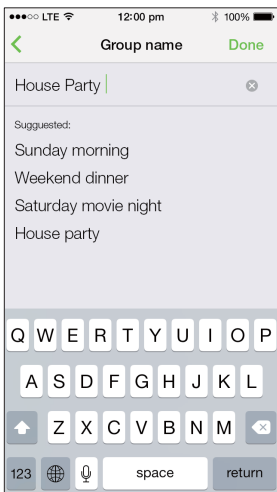 LTE 12:00 pm 100%
Group name Done
House Party
Sugguested:
Sunday morning
Weekend dinner
Saturday movie night
House party
Q W E R T Y U I O P
A S D F G H J K L
Z X C V B N M
123 space return